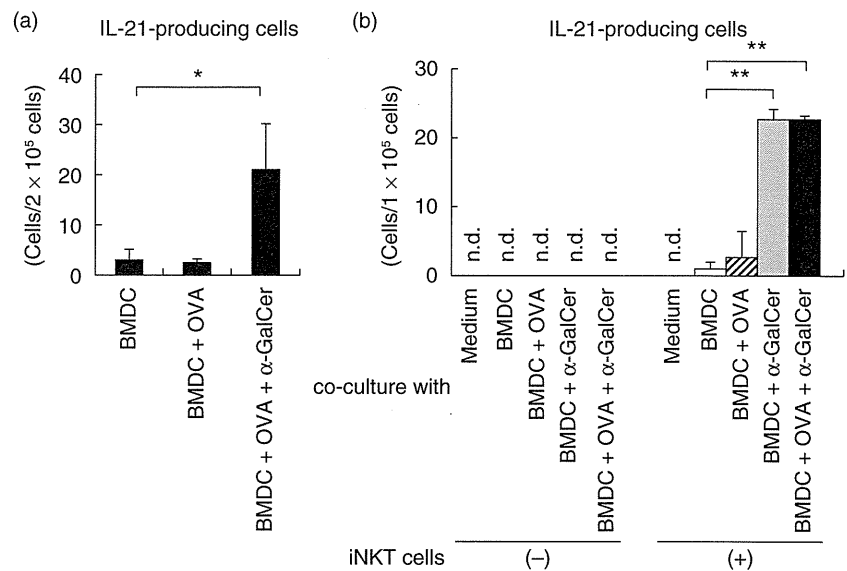 (a)
IL-21-producing cells
(Cells/2 × 10⁵ cells)
40
30
20
10
0
*
BMDC
BMDC + OVA
BMDC + OVA + α-GalCer
(b)
IL-21-producing cells
(Cells/1 × 10⁵ cells)
30
20
10
0
**
**
n.d.
n.d.
n.d.
n.d.
n.d.
n.d.
co-culture with
Medium
BMDC
BMDC + OVA
BMDC + α-GalCer
BMDC + OVA + α-GalCer
Medium
BMDC
BMDC + OVA
BMDC + α-GalCer
BMDC + OVA + α-GalCer
iNKT cells (−) (+)